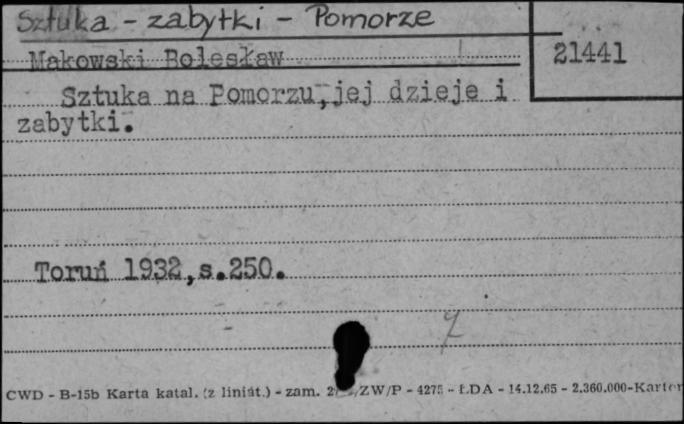 Sztuka - zabytki - Pomorze
Makowski Bolesław
21441
Sztuka na Pomorzu, jej dzieje i
zabytki.
Toruń 1932, s.250.
CWD - B-15b Karta katal. (z liniat.) - zam. ZW/P - 4275 - ŁDA - 14.12.65 - 2.360.000-Karton